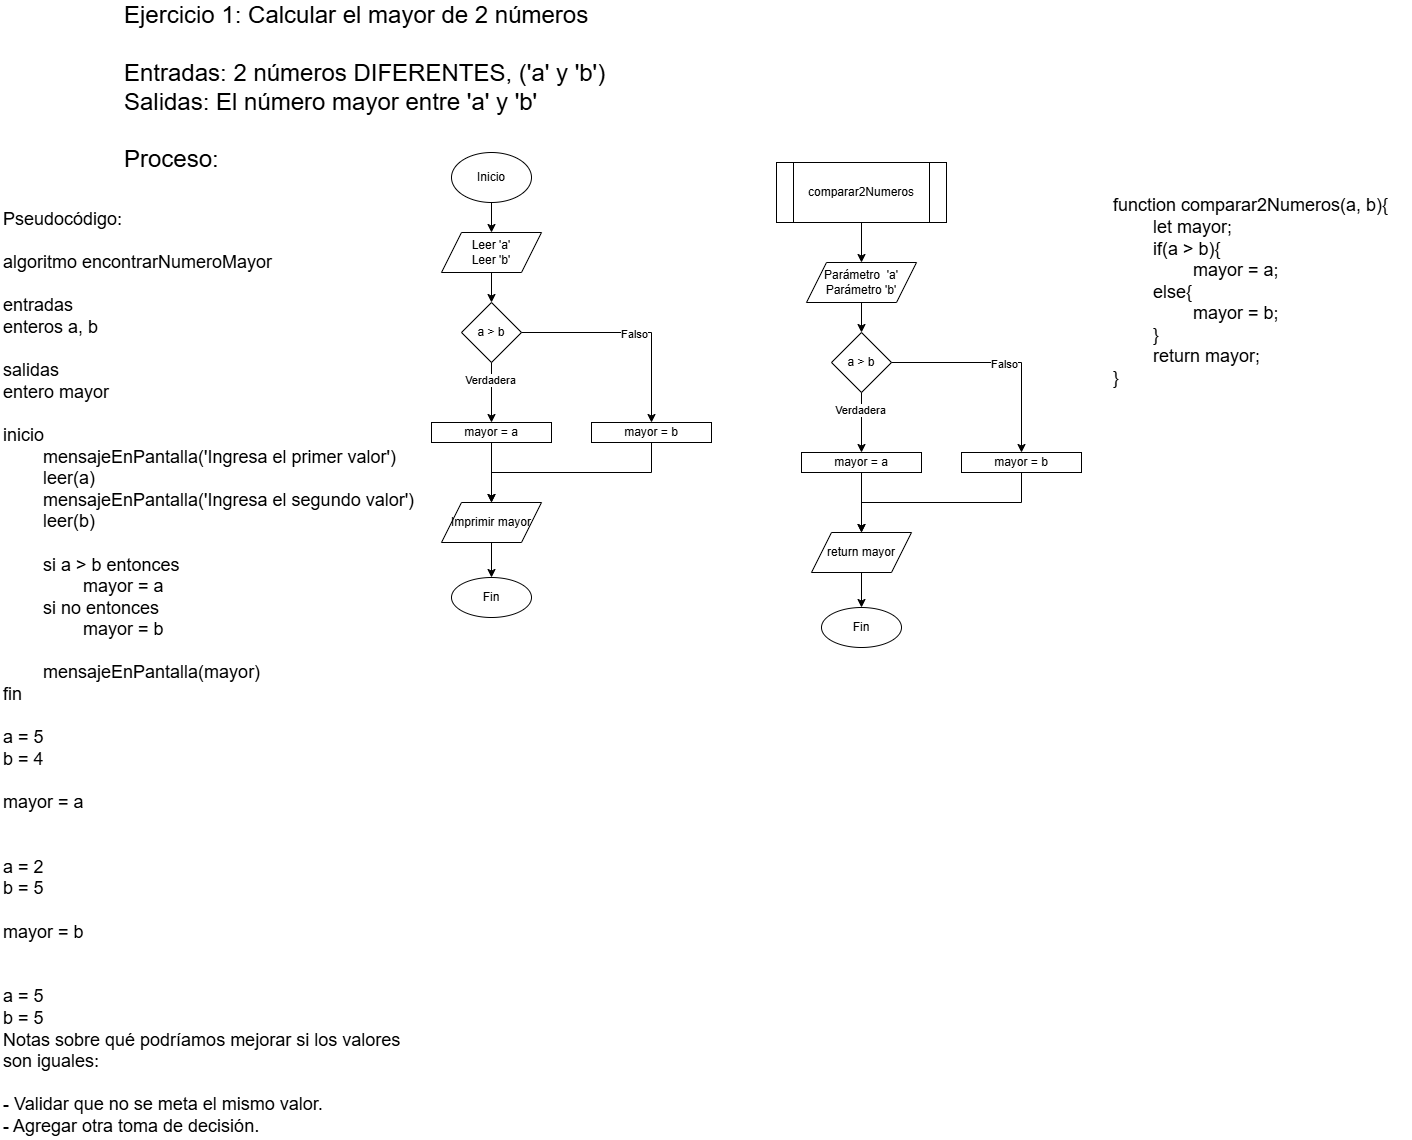 Ejercicio 1: Calcular el mayor de 2 números
Entradas: 2 números DIFERENTES, ('a' y 'b')
Salidas: El número mayor entre 'a' y 'b'
Proceso:
Pseudocódigo:
algoritmo encontrarNumeroMayor
entradas
enteros a, b
salidas
entero mayor
inicio
mensajeEnPantalla('Ingresa el primer valor')
leer(a)
mensajeEnPantalla('Ingresa el segundo valor')
leer(b)
si a > b entonces
mayor = a
si no entonces
mayor = b
mensajeEnPantalla(mayor)
fin
a = 5
b = 4
mayor = a
a = 2
b = 5
mayor = b
a = 5
b = 5
Notas sobre qué podríamos mejorar si los valores
son iguales:
- Validar que no se meta el mismo valor.
- Agregar otra toma de decisión.
Inicio
Leer 'a'
Leer 'b'
a > b
Falso
Verdadera
mayor = a
mayor = b
Imprimir mayor
Fin
comparar2Numeros
Parámetro 'a'
Parámetro 'b'
a > b
Falso
Verdadera
mayor = a
mayor = b
return mayor
Fin
function comparar2Numeros(a, b){
let mayor;
if(a > b){
mayor = a;
else{
mayor = b;
}
return mayor;
}